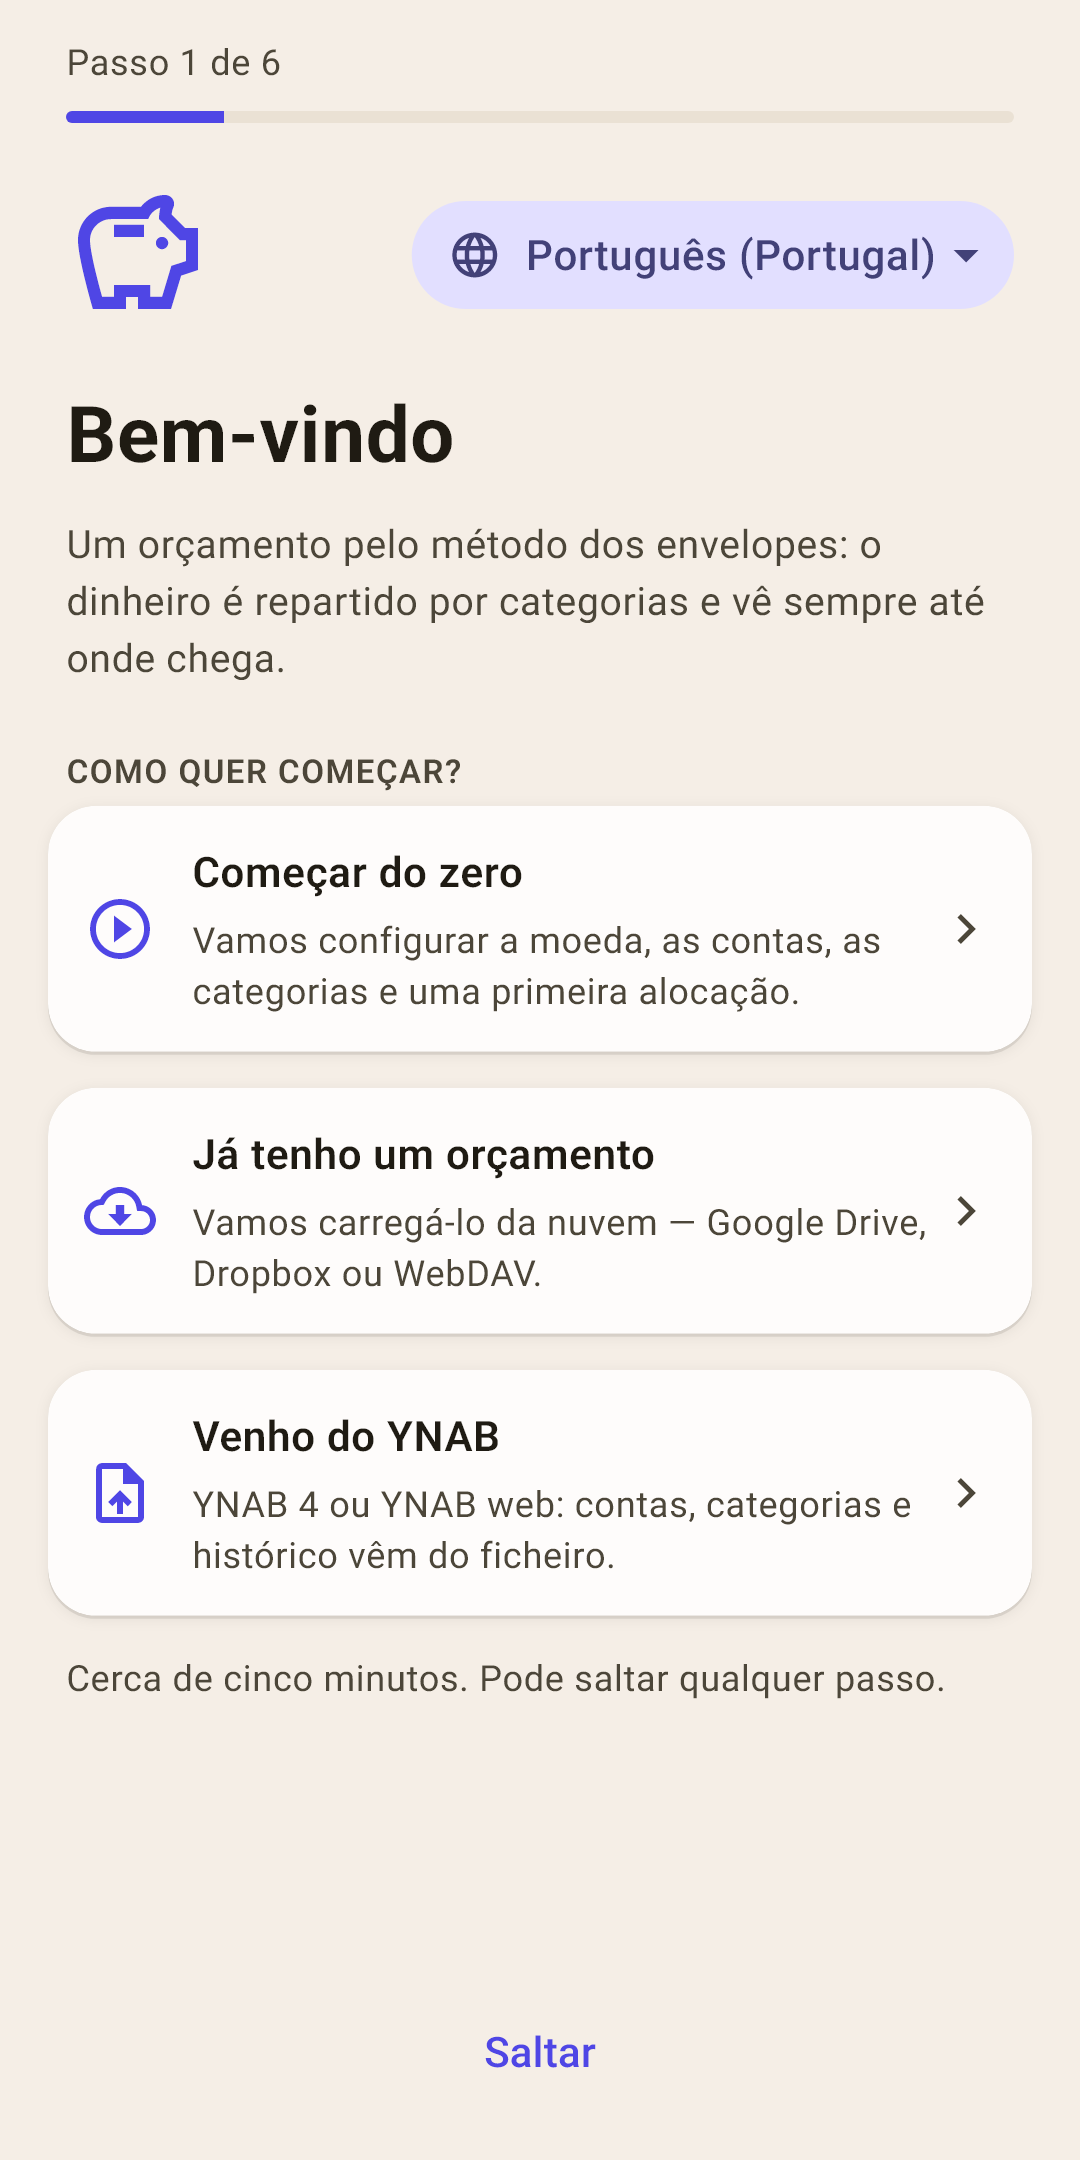 Passo 1 de 6
Português (Portugal)
Bem-vindo
Um orçamento pelo método dos envelopes: o
dinheiro é repartido por categorias e vê sempre até
onde chega.
COMO QUER COMEÇAR?
Começar do zero
Vamos configurar a moeda, as contas, as
categorias e uma primeira alocação.
Já tenho um orçamento
Vamos carregá-lo da nuvem — Google Drive,
Dropbox ou WebDAV.
Venho do YNAB
YNAB 4 ou YNAB web: contas, categorias e
histórico vêm do ficheiro.
Cerca de cinco minutos. Pode saltar qualquer passo.
Saltar